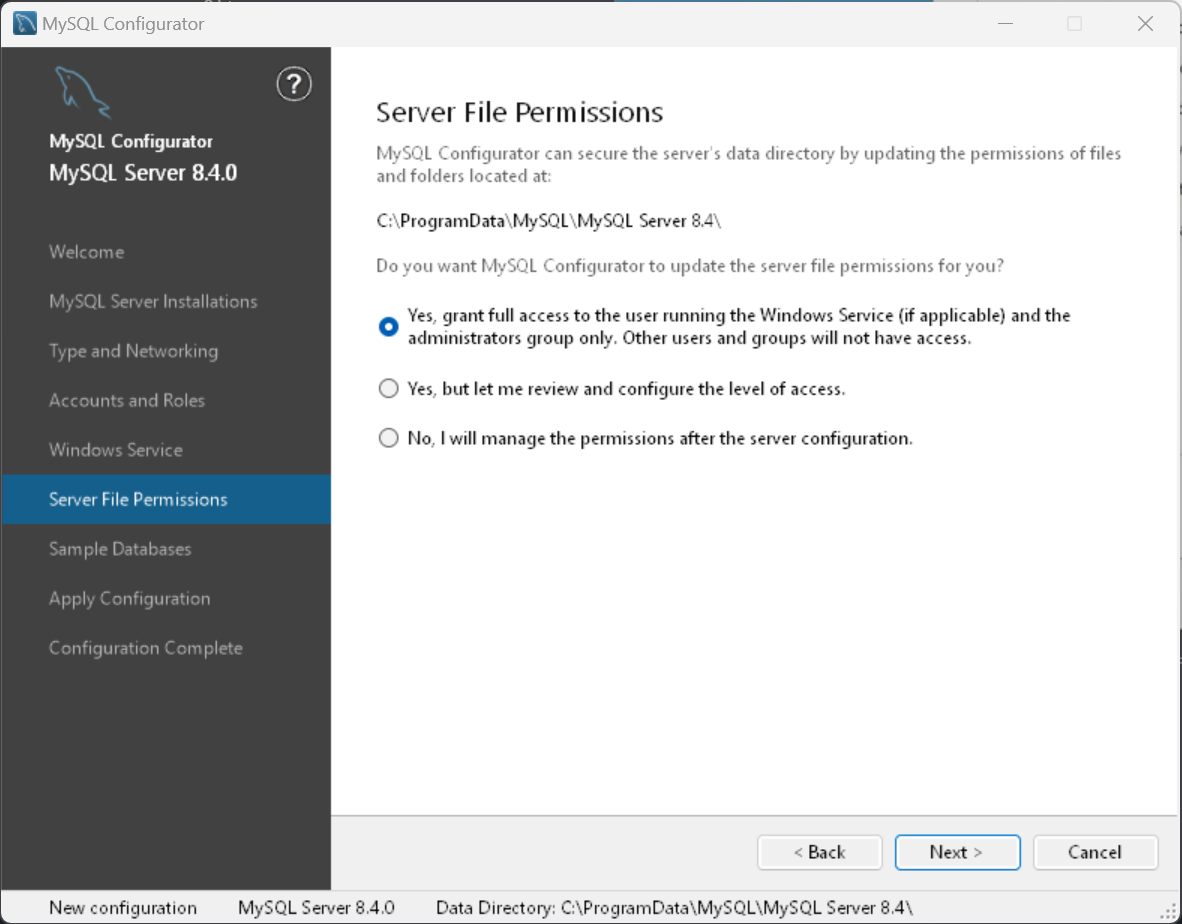 MySQL Configurator
?
MySQL Configurator
MySQL Server 8.4.0
Welcome
MySQL Server Installations
Type and Networking
Accounts and Roles
Windows Service
Server File Permissions
Sample Databases
Apply Configuration
Configuration Complete
Server File Permissions
MySQL Configurator can secure the server's data directory by updating the permissions of files
and folders located at:
C:\ProgramData\MySQL\MySQL Server 8.4\
Do you want MySQL Configurator to update the server file permissions for you?
Yes, grant full access to the user running the Windows Service (if applicable) and the
administrators group only. Other users and groups will not have access.
Yes, but let me review and configure the level of access.
No, I will manage the permissions after the server configuration.
< Back
Next >
Cancel
New configuration
MySQL Server 8.4.0
Data Directory: C:\ProgramData\MySQL\MySQL Server 8.4\